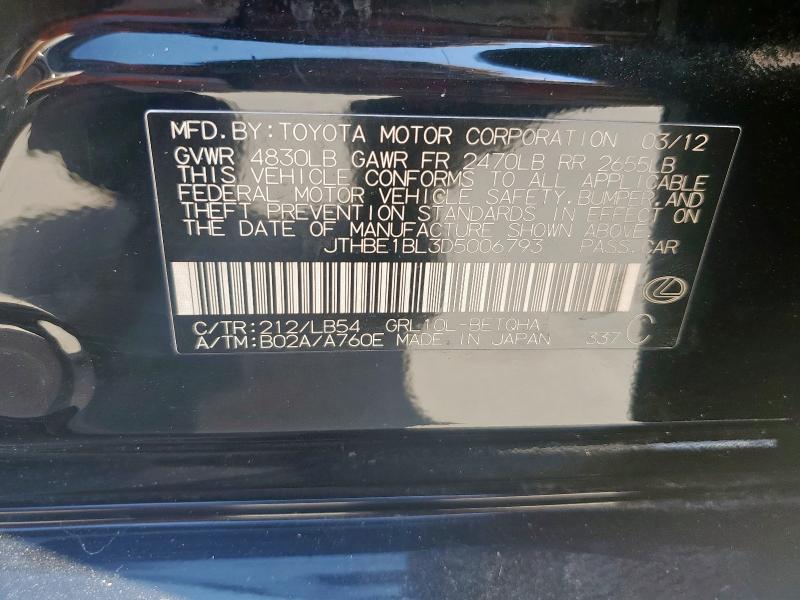 MFD. BY: TOYOTA MOTOR CORPORATION 03/12
GVWR 4830LB GAWR FR 2470LB RR 2655LB
THIS VEHICLE CONFORMS TO ALL APPLICABLE
FEDERAL MOTOR VEHICLE SAFETY, BUMPER, AND
THEFT PREVENTION STANDARDS IN EFFECT ON
THE DATE OF MANUFACTURE SHOWN ABOVE.
JTHBE1BL3D5006793 PASS. CAR
C/TR: 212/LB54 GRL10L-BETQHA
A/TM: B02A/A760E MADE IN JAPAN 337 C